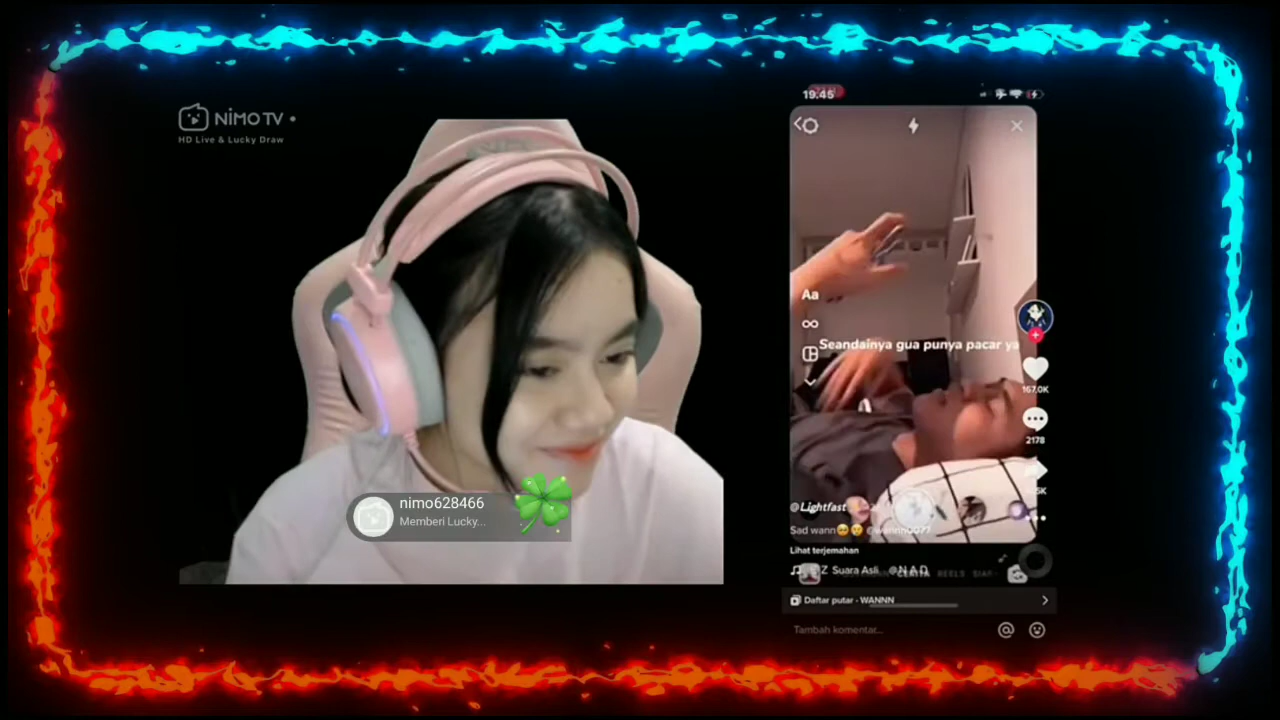 NIMO TV
HD Live & Lucky Draw
nimo628466
Memberi Lucky...
19.45
Aa
Seandainya gua punya pacar ya
167.0K
2178
@Lightfast
Sad wann🥺😢
Lihat terjemahan
Suara Asli @N A D
REELS
Daftar putar - WANNN
Tambah komentar...